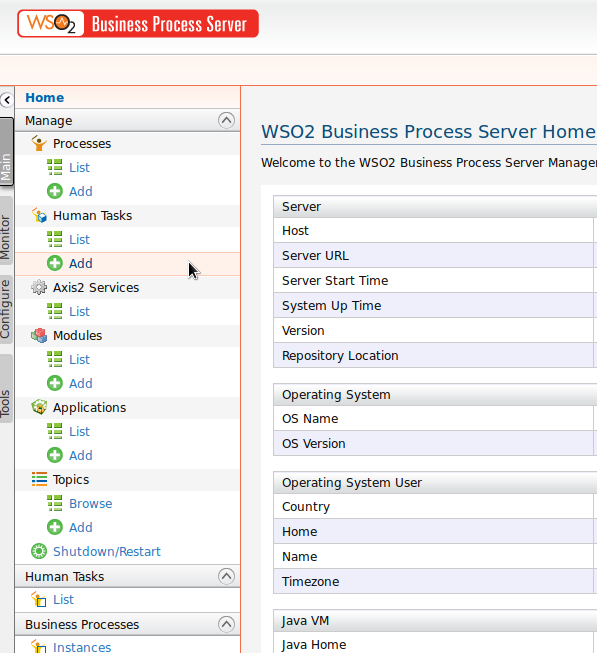 WSO2 Business Process Server
Home
Manage
Processes
List
Add
Human Tasks
List
Add
Axis2 Services
List
Modules
List
Add
Applications
List
Add
Topics
Browse
Add
Shutdown/Restart
Human Tasks
List
Business Processes
Instances
Main
Monitor
Configure
Tools
WSO2 Business Process Server Home
Welcome to the WSO2 Business Process Server Manage
Server
Host
Server URL
Server Start Time
System Up Time
Version
Repository Location
Operating System
OS Name
OS Version
Operating System User
Country
Home
Name
Timezone
Java VM
Java Home